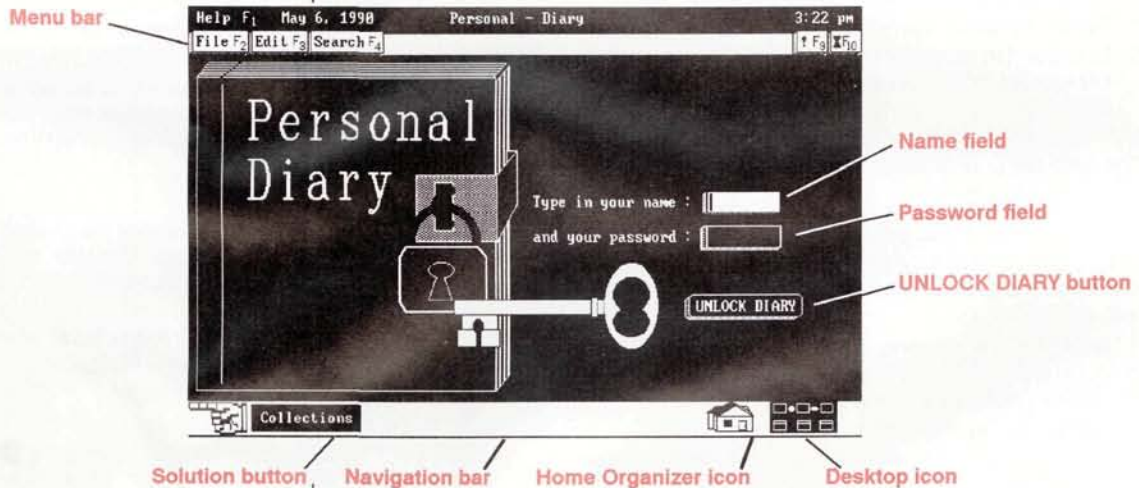 Menu bar
Help F1 May 6, 1990 Personal - Diary 3:22 pm
File F2 Edit F3 Search F4 ↑ F9 F10
Personal
Diary
Name field
Type in your name :
Password field
and your password :
UNLOCK DIARY button
UNLOCK DIARY
Collections
Solution button Navigation bar Home Organizer icon Desktop icon